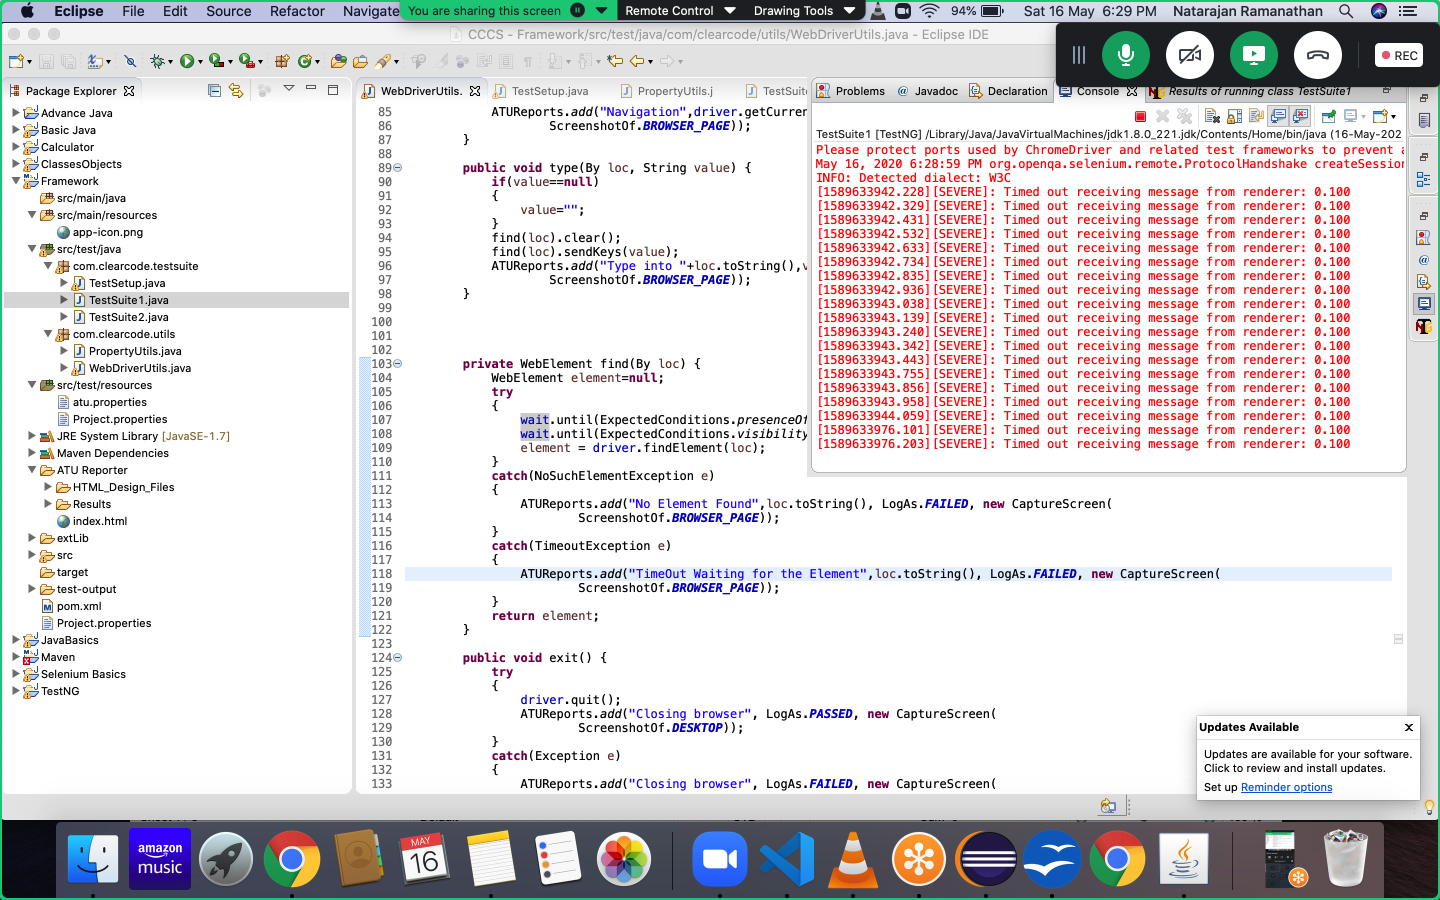 Eclipse File Edit Source Refactor Navigate You are sharing this screen Remote Control Drawing Tools 94% Sat 16 May 6:29 PM Natarajan Ramanathan
CCCS - Framework/src/test/java/com/clearcode/utils/WebDriverUtils.java - Eclipse IDE
REC
Package Explorer
Advance Java
Basic Java
Calculator
ClassesObjects
Framework
src/main/java
src/main/resources
app-icon.png
src/test/java
com.clearcode.testsuite
TestSetup.java
TestSuite1.java
TestSuite2.java
com.clearcode.utils
PropertyUtils.java
WebDriverUtils.java
src/test/resources
atu.properties
Project.properties
JRE System Library [JavaSE-1.7]
Maven Dependencies
ATU Reporter
HTML_Design_Files
Results
index.html
extLib
src
target
test-output
pom.xml
Project.properties
JavaBasics
Maven
Selenium Basics
TestNG
WebDriverUtils. TestSetup.java PropertyUtils.j TestSuite
85 ATUReports.add("Navigation",driver.getCurren
86 ScreenshotOf.BROWSER_PAGE));
87 }
88
89 public void type(By loc, String value) {
90 if(value==null)
91 {
92 value="";
93 }
94 find(loc).clear();
95 find(loc).sendKeys(value);
96 ATUReports.add("Type into "+loc.toString(),v
97 ScreenshotOf.BROWSER_PAGE));
98 }
99
100
101
102
103 private WebElement find(By loc) {
104 WebElement element=null;
105 try
106 {
107 wait.until(ExpectedConditions.presenceOf
108 wait.until(ExpectedConditions.visibility
109 element = driver.findElement(loc);
110 }
111 catch(NoSuchElementException e)
112 {
113 ATUReports.add("No Element Found",loc.toString(), LogAs.FAILED, new CaptureScreen(
114 ScreenshotOf.BROWSER_PAGE));
115 }
116 catch(TimeoutException e)
117 {
118 ATUReports.add("TimeOut Waiting for the Element",loc.toString(), LogAs.FAILED, new CaptureScreen(
119 ScreenshotOf.BROWSER_PAGE));
120 }
121 return element;
122 }
123
124 public void exit() {
125 try
126 {
127 driver.quit();
128 ATUReports.add("Closing browser", LogAs.PASSED, new CaptureScreen(
129 ScreenshotOf.DESKTOP));
130 }
131 catch(Exception e)
132 {
133 ATUReports.add("Closing browser", LogAs.FAILED, new CaptureScreen(
Problems @ Javadoc Declaration Console Results of running class TestSuite1
TestSuite1 [TestNG] /Library/Java/JavaVirtualMachines/jdk1.8.0_221.jdk/Contents/Home/bin/java (16-May-202
Please protect ports used by ChromeDriver and related test frameworks to prevent a
May 16, 2020 6:28:59 PM org.openqa.selenium.remote.ProtocolHandshake createSession
INFO: Detected dialect: W3C
[1589633942.228][SEVERE]: Timed out receiving message from renderer: 0.100
[1589633942.329][SEVERE]: Timed out receiving message from renderer: 0.100
[1589633942.431][SEVERE]: Timed out receiving message from renderer: 0.100
[1589633942.532][SEVERE]: Timed out receiving message from renderer: 0.100
[1589633942.633][SEVERE]: Timed out receiving message from renderer: 0.100
[1589633942.734][SEVERE]: Timed out receiving message from renderer: 0.100
[1589633942.835][SEVERE]: Timed out receiving message from renderer: 0.100
[1589633942.936][SEVERE]: Timed out receiving message from renderer: 0.100
[1589633943.038][SEVERE]: Timed out receiving message from renderer: 0.100
[1589633943.139][SEVERE]: Timed out receiving message from renderer: 0.100
[1589633943.240][SEVERE]: Timed out receiving message from renderer: 0.100
[1589633943.342][SEVERE]: Timed out receiving message from renderer: 0.100
[1589633943.443][SEVERE]: Timed out receiving message from renderer: 0.100
[1589633943.755][SEVERE]: Timed out receiving message from renderer: 0.100
[1589633943.856][SEVERE]: Timed out receiving message from renderer: 0.100
[1589633943.958][SEVERE]: Timed out receiving message from renderer: 0.100
[1589633944.059][SEVERE]: Timed out receiving message from renderer: 0.100
[1589633976.101][SEVERE]: Timed out receiving message from renderer: 0.100
[1589633976.203][SEVERE]: Timed out receiving message from renderer: 0.100
Updates Available
Updates are available for your software.
Click to review and install updates.
Set up Reminder options
amazon
music
MAY
16
Java